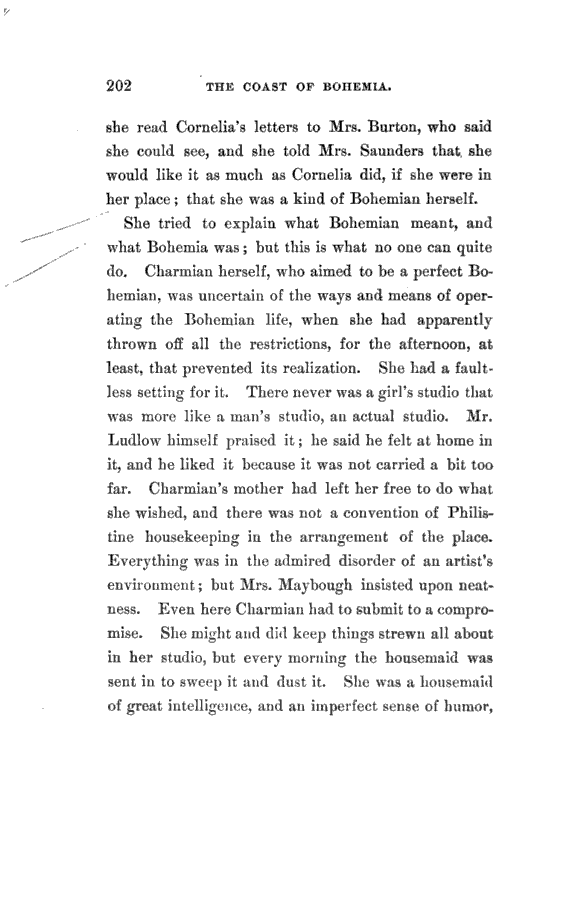 202 THE COAST OF BOHEMIA.
she read Cornelia's letters to Mrs. Burton, who said
she could see, and she told Mrs. Saunders that she
would like it as much as Cornelia did, if she were in
her place; that she was a kind of Bohemian herself.
She tried to explain what Bohemian meant, and
what Bohemia was; but this is what no one can quite
do. Charmian herself, who aimed to be a perfect Bo-
hemian, was uncertain of the ways and means of oper-
ating the Bohemian life, when she had apparently
thrown off all the restrictions, for the afternoon, at
least, that prevented its realization. She had a fault-
less setting for it. There never was a girl's studio that
was more like a man's studio, an actual studio. Mr.
Ludlow himself praised it; he said he felt at home in
it, and he liked it because it was not carried a bit too
far. Charmian's mother had left her free to do what
she wished, and there was not a convention of Philis-
tine housekeeping in the arrangement of the place.
Everything was in the admired disorder of an artist's
environment; but Mrs. Maybough insisted upon neat-
ness. Even here Charmian had to submit to a compro-
mise. She might and did keep things strewn all about
in her studio, but every morning the housemaid was
sent in to sweep it and dust it. She was a housemaid
of great intelligence, and an imperfect sense of humor,